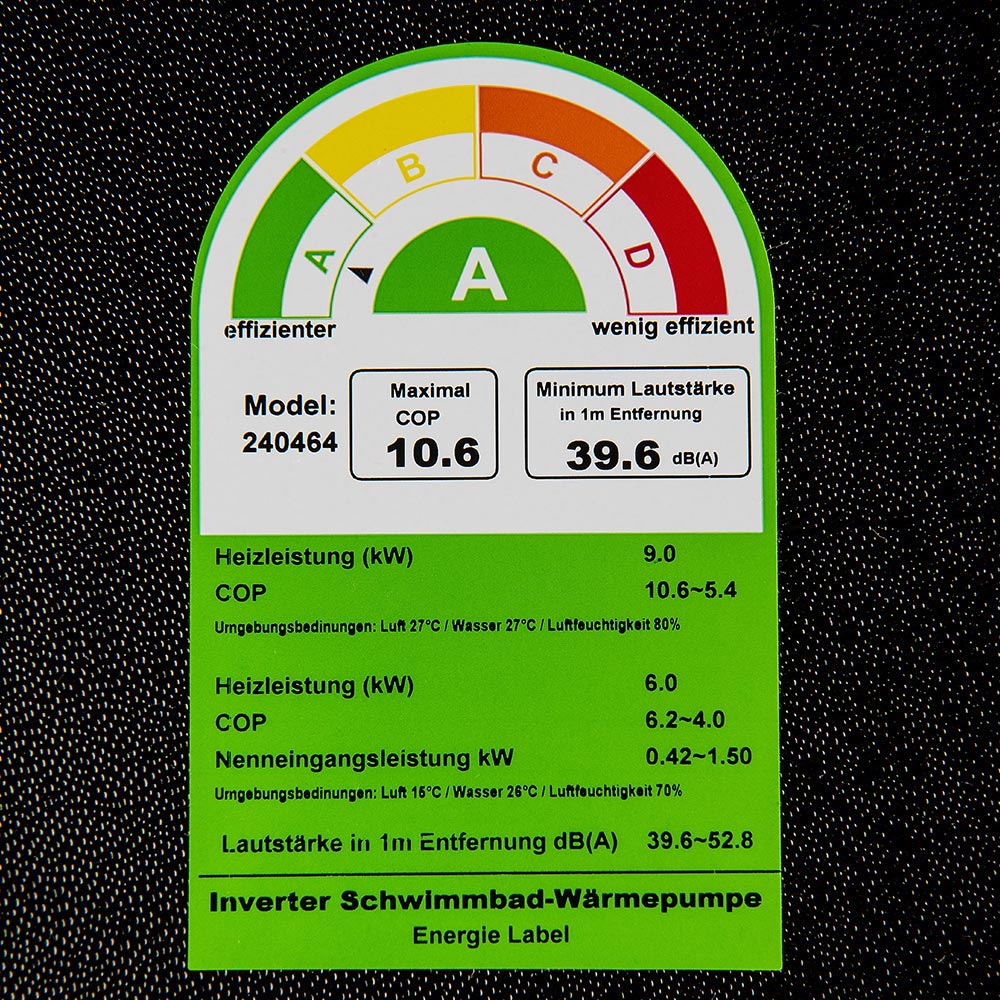 A
B
C
D
A
effizienter
wenig effizient
Model:
240464
Maximal
COP
10.6
Minimum Lautstärke
in 1m Entfernung
39.6 dB(A)
Heizleistung (kW) 9.0
COP 10.6~5.4
Umgebungsbedinungen: Luft 27°C / Wasser 27°C / Luftfeuchtigkeit 80%
Heizleistung (kW) 6.0
COP 6.2~4.0
Nenneingangsleistung kW 0.42~1.50
Umgebungsbedinungen: Luft 15°C / Wasser 26°C / Luftfeuchtigkeit 70%
Lautstärke in 1m Entfernung dB(A) 39.6~52.8
Inverter Schwimmbad-Wärmepumpe
Energie Label